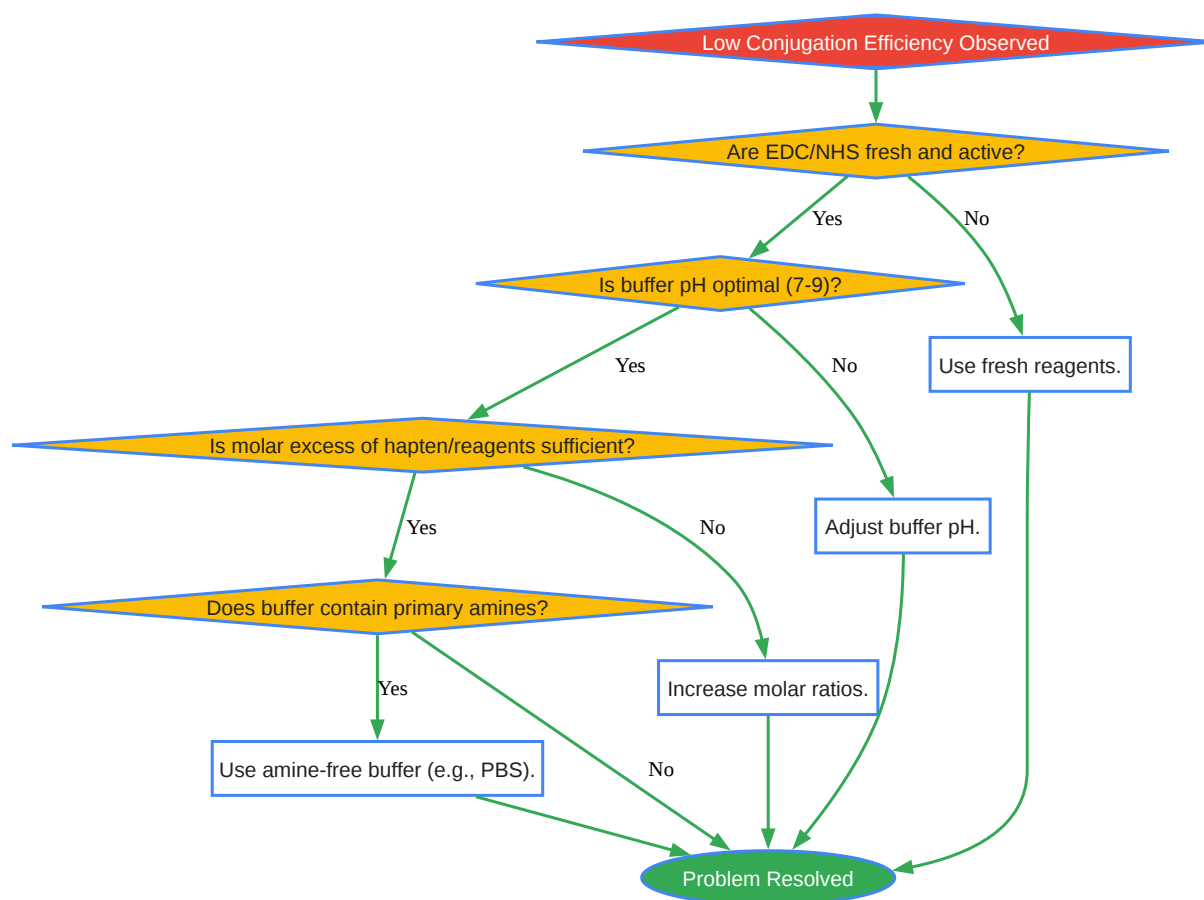 Low Conjugation Efficiency Observed
Are EDC/NHS fresh and active?
Yes
No
Is buffer pH optimal (7-9)?
Yes
No
Use fresh reagents.
Is molar excess of hapten/reagents sufficient?
Yes
No
Adjust buffer pH.
Does buffer contain primary amines?
Yes
Increase molar ratios.
Use amine-free buffer (e.g., PBS).
No
Problem Resolved